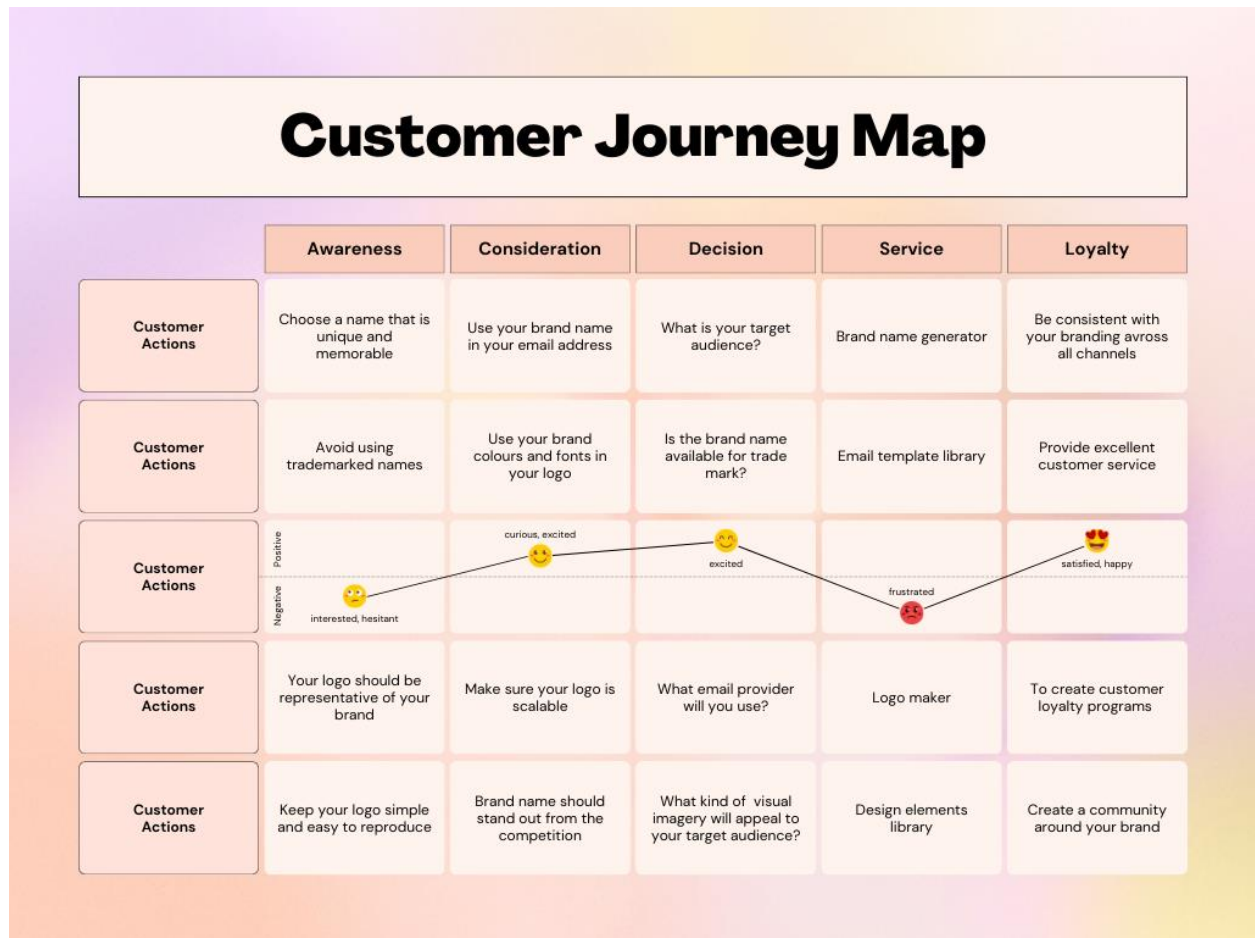 Customer Journey Map
Awareness
Consideration
Decision
Service
Loyalty
Customer
Actions
Choose a name that is
unique and
memorable
Use your brand name
in your email address
What is your target
audience?
Brand name generator
Be consistent with
your branding avross
all channels
Customer
Actions
Avoid using
trademarked names
Use your brand
colours and fonts in
your logo
Is the brand name
available for trade
mark?
Email template library
Provide excellent
customer service
Customer
Actions
Positive
Negative
interested, hesitant
curious, excited
excited
frustrated
satisfied, happy
Customer
Actions
Your logo should be
representative of your
brand
Make sure your logo is
scalable
What email provider
will you use?
Logo maker
To create customer
loyalty programs
Customer
Actions
Keep your logo simple
and easy to reproduce
Brand name should
stand out from the
competition
What kind of  visual
imagery will appeal to
your target audience?
Design elements
library
Create a community
around your brand